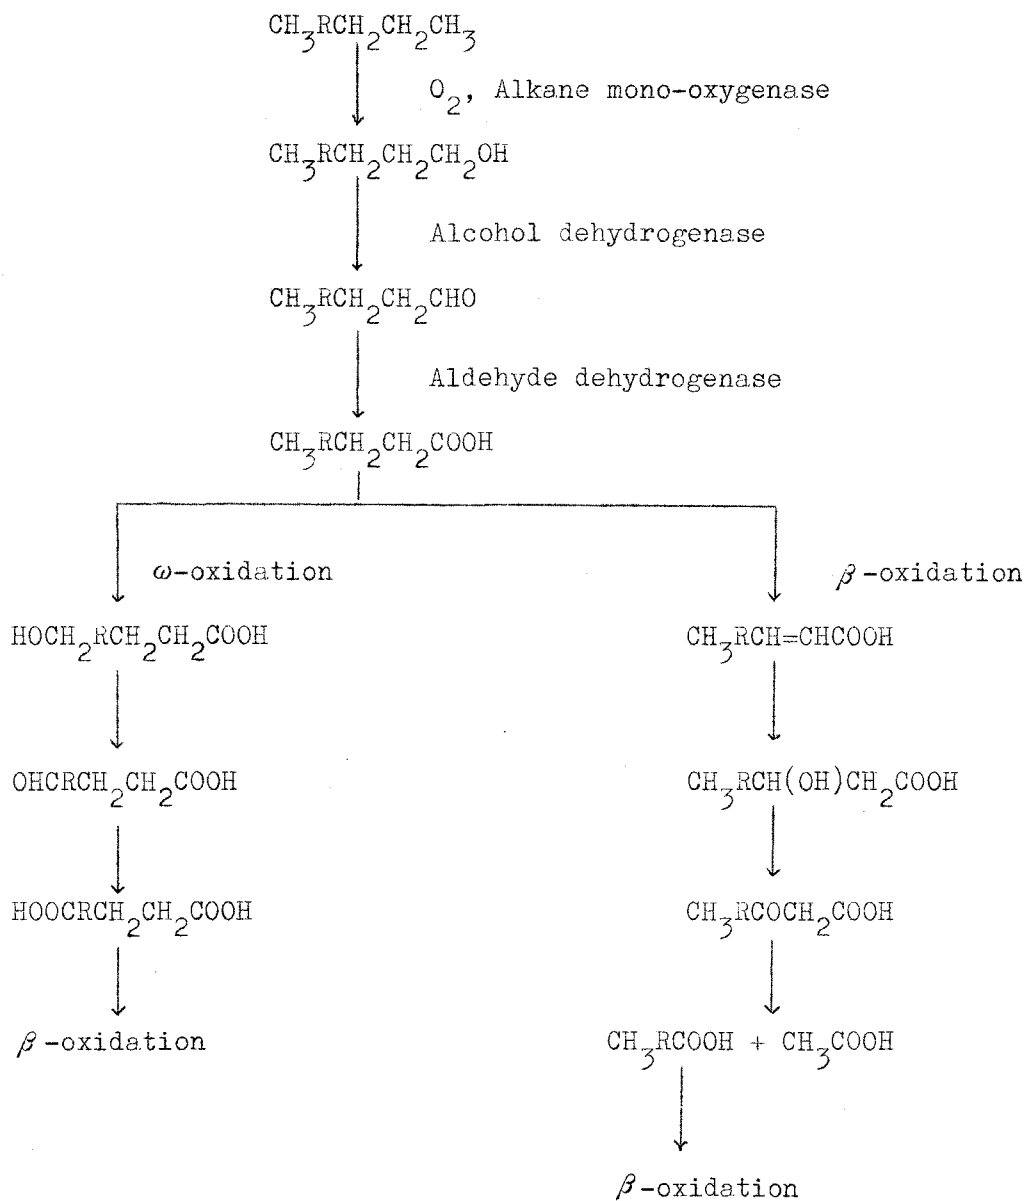 CH₃RCH₂CH₂CH₃
O₂, Alkane mono-oxygenase
CH₃RCH₂CH₂CH₂OH
Alcohol dehydrogenase
CH₃RCH₂CH₂CHO
Aldehyde dehydrogenase
CH₃RCH₂CH₂COOH
ω-oxidation
β-oxidation
HOCH₂RCH₂CH₂COOH
CH₃RCH=CHCOOH
OHCRCH₂CH₂COOH
CH₃RCH(OH)CH₂COOH
HOOCRCH₂CH₂COOH
CH₃RCOCH₂COOH
β-oxidation
CH₃RCOOH + CH₃COOH
β-oxidation